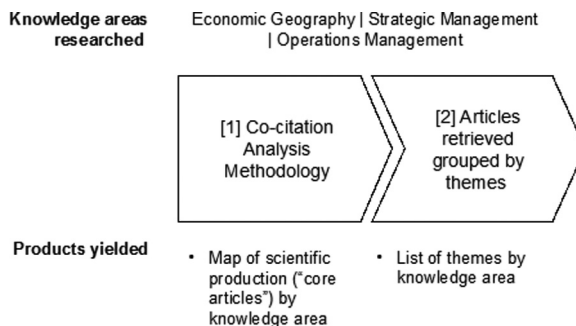 Knowledge areas researched
Economic Geography | Strategic Management
| Operations Management
[1] Co-citation
Analysis
Methodology
[2] Articles
retrieved
grouped by
themes
Products yielded
• Map of scientific
production (“core
articles”) by
knowledge area
• List of themes by
knowledge area